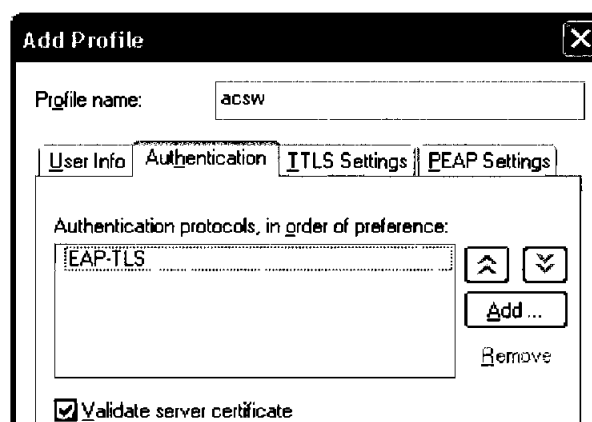 Add Profile
Profile name: acsw
User Info Authentication TTLS Settings PEAP Settings
Authentication protocols, in order of preference:
EAP-TLS
Add ...
Remove
Validate server certificate